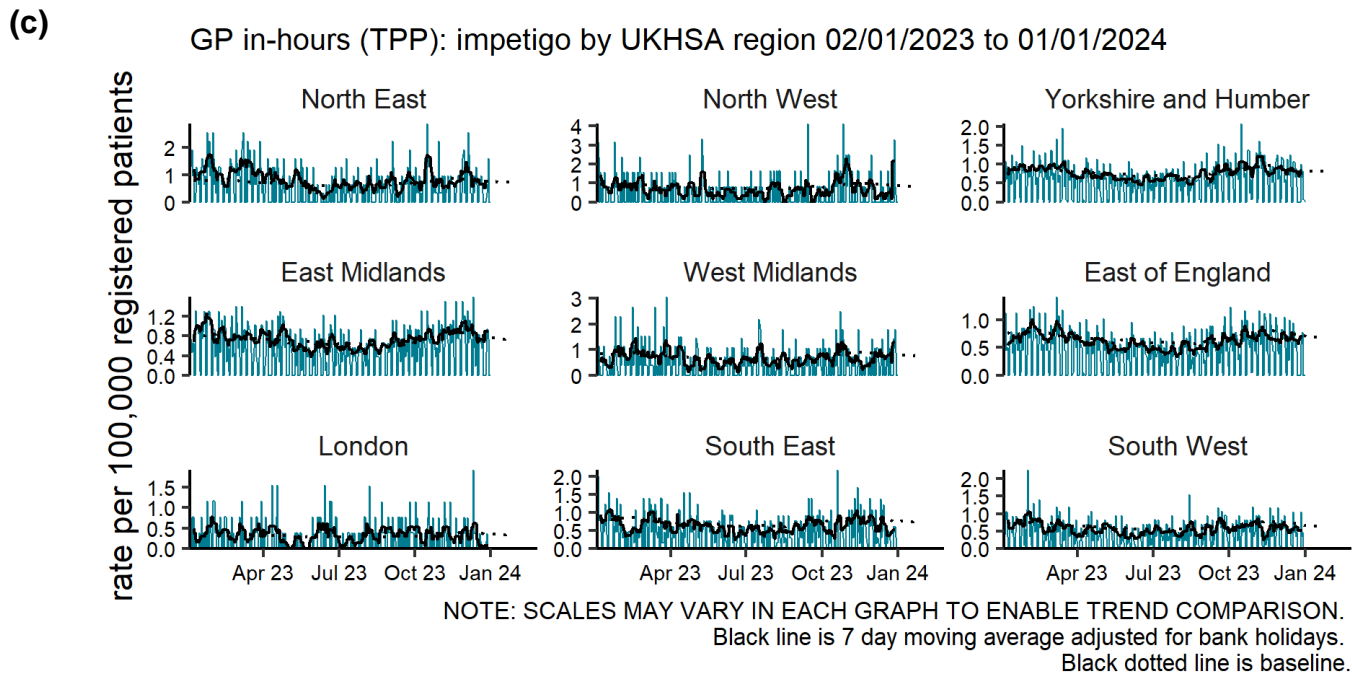 (c)
GP in-hours (TPP): impetigo by UKHSA region 02/01/2023 to 01/01/2024
rate per 100,000 registered patients
North East
2
1
0
North West
4
3
2
1
0
Yorkshire and Humber
2.0
1.5
1.0
0.5
0.0
East Midlands
1.2
0.8
0.4
0.0
West Midlands
3
2
1
0
East of England
1.0
0.5
0.0
London
1.5
1.0
0.5
0.0
South East
2.0
1.5
1.0
0.5
0.0
South West
2.0
1.5
1.0
0.5
0.0
Apr 23 Jul 23 Oct 23 Jan 24
Apr 23 Jul 23 Oct 23 Jan 24
Apr 23 Jul 23 Oct 23 Jan 24
NOTE: SCALES MAY VARY IN EACH GRAPH TO ENABLE TREND COMPARISON.
Black line is 7 day moving average adjusted for bank holidays.
Black dotted line is baseline.